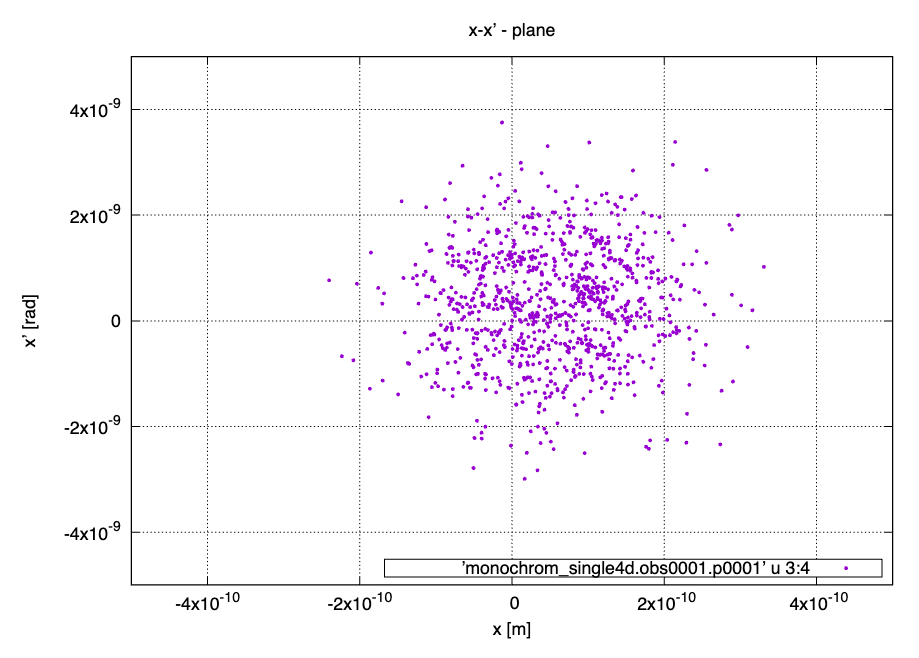 x-x’ - plane
4x10-9
2x10-9
0
-2x10-9
-4x10-9
x’ [rad]
'monochrom_single4d.obs0001.p0001’ u 3:4
-4x10-10
-2x10-10
0
2x10-10
4x10-10
x [m]